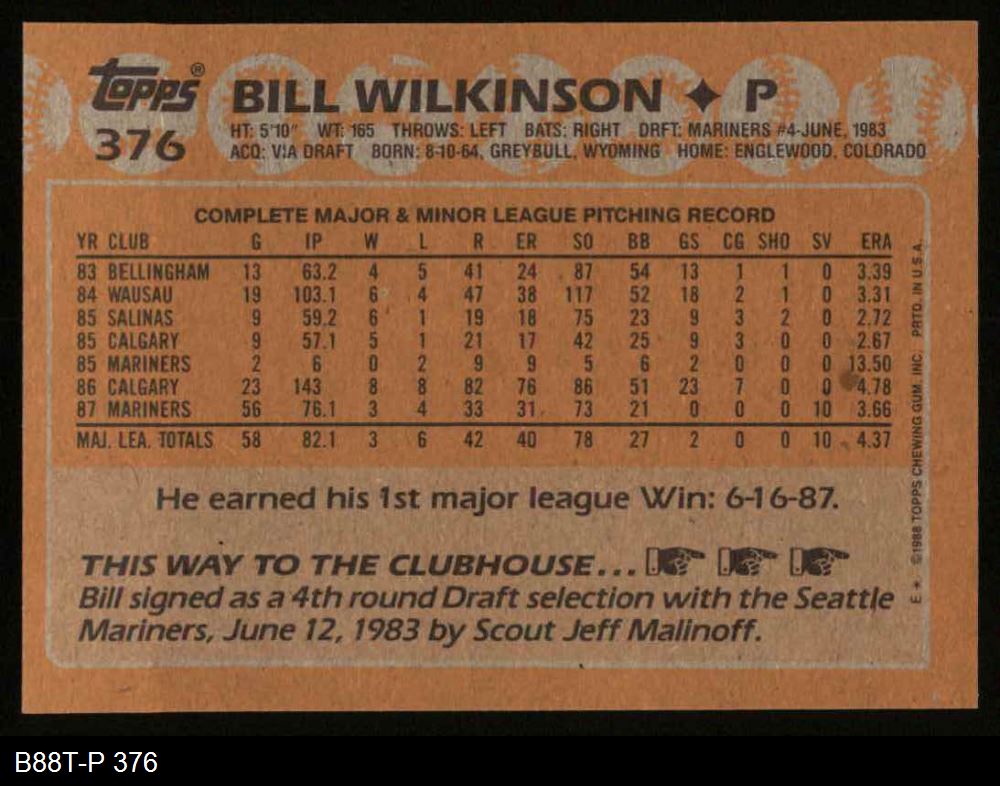 Topps® BILL WILKINSON ✦ P
376
HT: 5'10" WT: 165 THROWS: LEFT BATS: RIGHT DRFT: MARINERS #4-JUNE, 1983
ACQ: VIA DRAFT BORN: 8-10-64, GREYBULL, WYOMING HOME: ENGLEWOOD, COLORADO
COMPLETE MAJOR & MINOR LEAGUE PITCHING RECORD
YR CLUB G IP W L R ER SO BB GS CG SHO SV ERA
83 BELLINGHAM 13 63.2 4 5 41 24 87 54 13 1 1 0 3.39
84 WAUSAU 19 103.1 6 4 47 38 117 52 18 2 1 0 3.31
85 SALINAS 9 59.2 6 1 19 18 75 23 9 3 2 0 2.72
85 CALGARY 9 57.1 5 1 21 17 42 25 9 3 0 0 2.67
85 MARINERS 2 6 0 2 9 9 5 6 2 0 0 0 13.50
86 CALGARY 23 143 8 8 82 76 86 51 23 7 0 0 4.78
87 MARINERS 56 76.1 3 4 33 31 73 21 0 0 0 10 3.66
MAJ. LEA. TOTALS 58 82.1 3 6 42 40 78 27 2 0 0 10 4.37
He earned his 1st major league Win: 6-16-87.
THIS WAY TO THE CLUBHOUSE...
Bill signed as a 4th round Draft selection with the Seattle
Mariners, June 12, 1983 by Scout Jeff Malinoff.
E* ©1988 TOPPS CHEWING GUM, INC. PRTD. IN U.S.A.
B88T-P 376